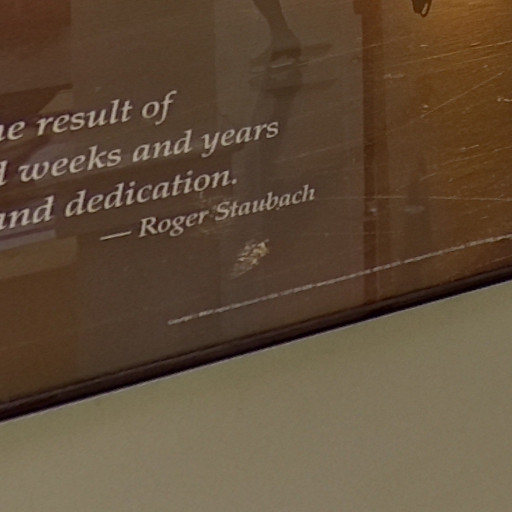 result of
weeks and years
and dedication.
— Roger Staubach